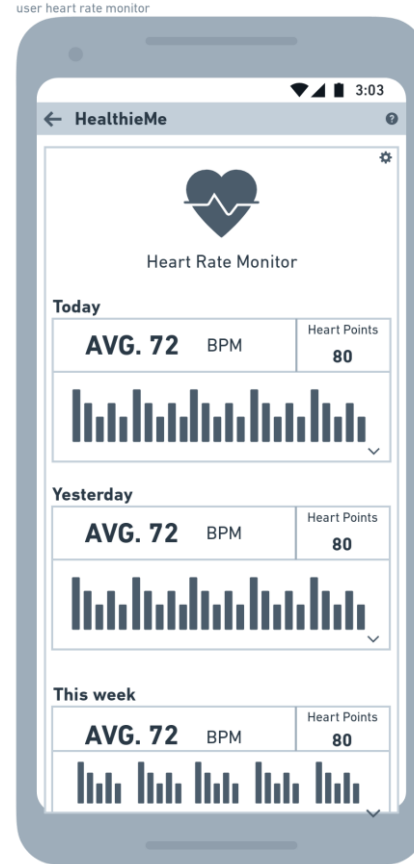 user heart rate monitor
3:03
HealthieMe
Heart Rate Monitor
Today
AVG. 72 BPM
Heart Points
80
Yesterday
AVG. 72 BPM
Heart Points
80
This week
AVG. 72 BPM
Heart Points
80